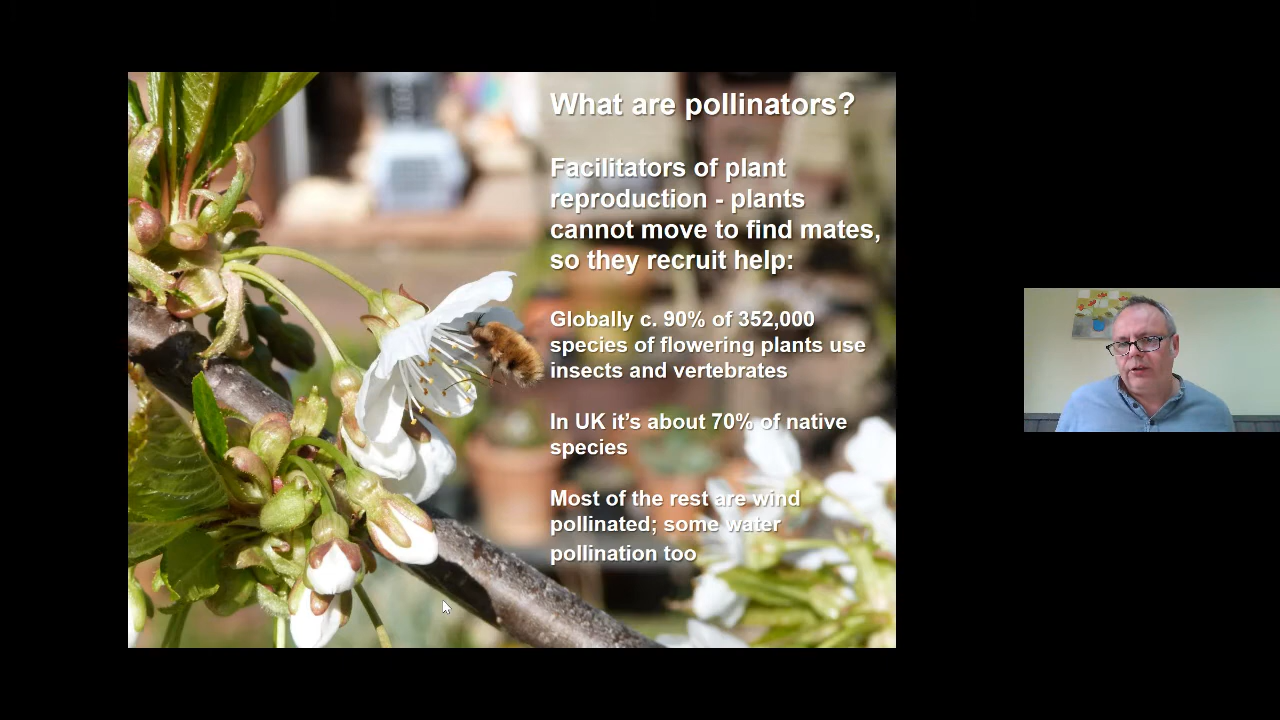 What are pollinators?
Facilitators of plant
reproduction - plants
cannot move to find mates,
so they recruit help:
Globally c. 90% of 352,000
species of flowering plants use
insects and vertebrates
In UK it’s about 70% of native
species
Most of the rest are wind
pollinated; some water
pollination too